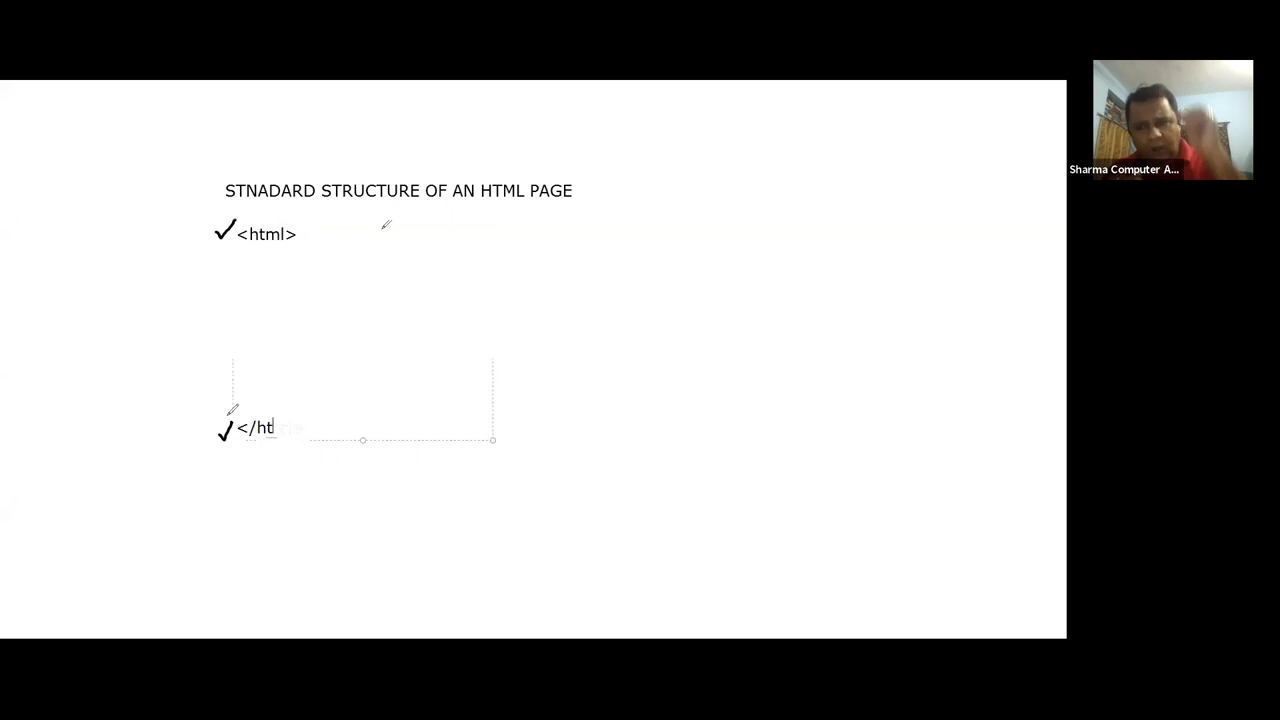 STNADARD STRUCTURE OF AN HTML PAGE
<html>
</ht
Sharma Computer A...